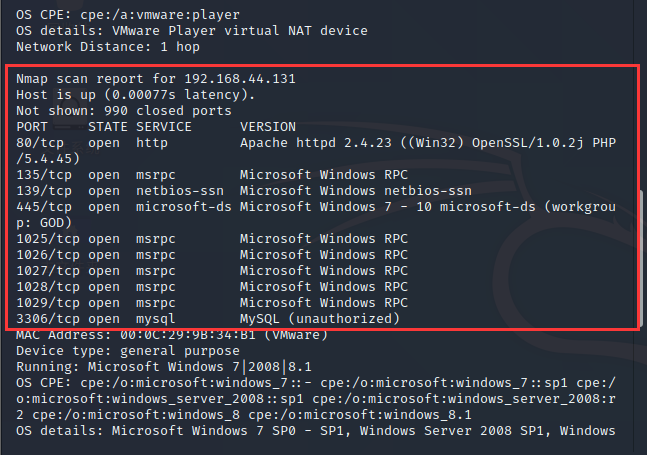 OS CPE: cpe:/a:vmware:player
OS details: VMware Player virtual NAT device
Network Distance: 1 hop
Nmap scan report for 192.168.44.131
Host is up (0.00077s latency).
Not shown: 990 closed ports
PORT     STATE SERVICE      VERSION
80/tcp   open  http         Apache httpd 2.4.23 ((Win32) OpenSSL/1.0.2j PHP
/5.4.45)
135/tcp  open  msrpc        Microsoft Windows RPC
139/tcp  open  netbios-ssn  Microsoft Windows netbios-ssn
445/tcp  open  microsoft-ds Microsoft Windows 7 - 10 microsoft-ds (workgrou
p: GOD)
1025/tcp open  msrpc        Microsoft Windows RPC
1026/tcp open  msrpc        Microsoft Windows RPC
1027/tcp open  msrpc        Microsoft Windows RPC
1028/tcp open  msrpc        Microsoft Windows RPC
1029/tcp open  msrpc        Microsoft Windows RPC
3306/tcp open  mysql        MySQL (unauthorized)
MAC Address: 00:0C:29:9B:34:B1 (VMware)
Device type: general purpose
Running: Microsoft Windows 7|2008|8.1
OS CPE: cpe:/o:microsoft:windows_7::- cpe:/o:microsoft:windows_7::sp1 cpe:/
o:microsoft:windows_server_2008::sp1 cpe:/o:microsoft:windows_server_2008:r
2 cpe:/o:microsoft:windows_8 cpe:/o:microsoft:windows_8.1
OS details: Microsoft Windows 7 SP0 - SP1, Windows Server 2008 SP1, Windows